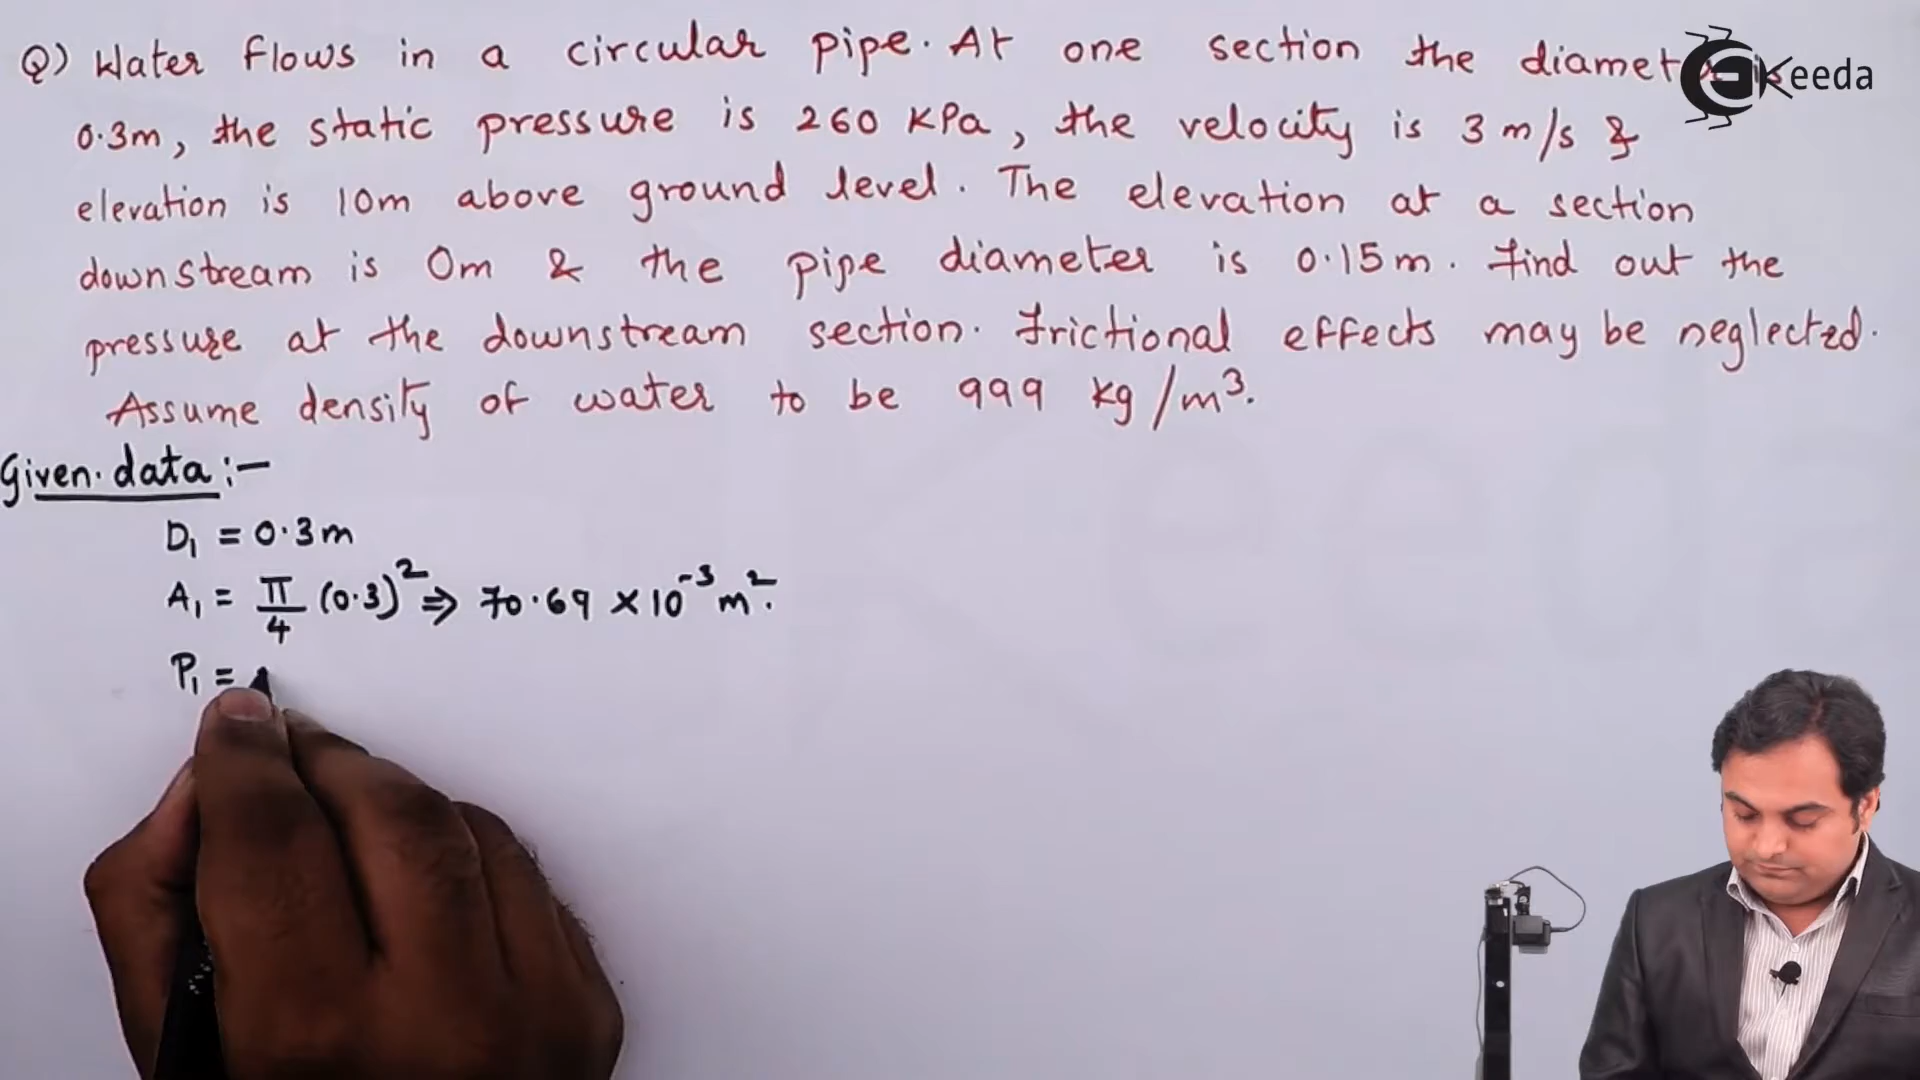 Q) Water flows in a circular pipe. At one section the diamet
0.3m, the static pressure is 260 KPa, the velocity is 3 m/s &
elevation is 10m above ground level. The elevation at a section
downstream is 0m & the pipe diameter is 0.15m. Find out the
pressure at the downstream section. Frictional effects may be neglected.
Assume density of water to be 999 kg/m³.
Given data :-
D₁ = 0.3m
A₁ = π/4 (0.3)² ⇒ 70.69 × 10⁻³ m².
P₁ =
Keeda